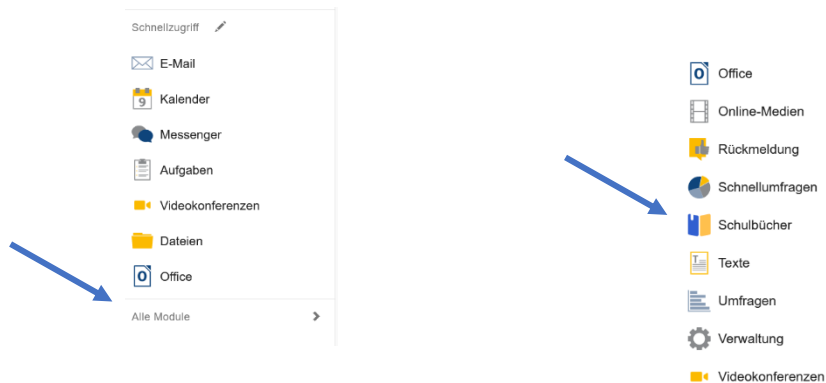 Schnellzugriff
E-Mail
9
Kalender
Messenger
Aufgaben
Videokonferenzen
Dateien
O
Office
Alle Module
O
Office
Online-Medien
Rückmeldung
Schnellumfragen
Schulbücher
T
Texte
Umfragen
Verwaltung
Videokonferenzen